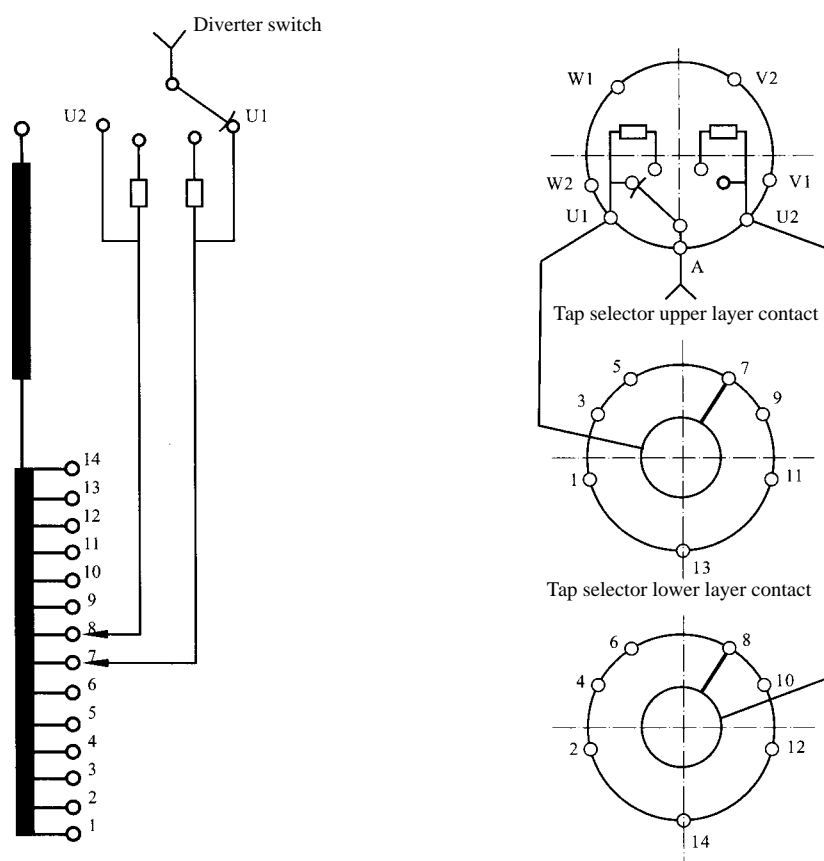 Diverter switch
U2
U1
14
13
12
11
10
9
8
7
6
5
4
3
2
1
W1
V2
W2
V1
U1
U2
A
Tap selector upper layer contact
5
7
3
9
1
11
13
Tap selector lower layer contact
6
8
4
10
2
12
14